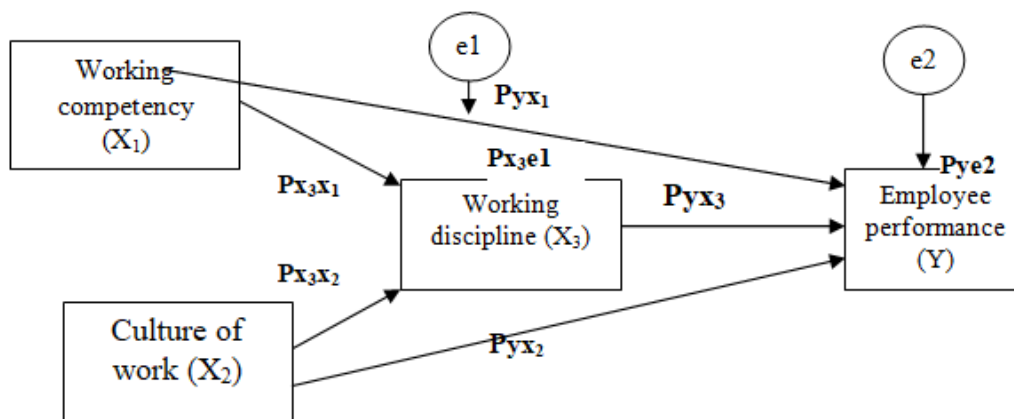 e1
e2
Working
competency
(X₁)
Pyx₁
Px₃e1
Pye2
Px₃x₁
Working
discipline (X₃)
Pyx₃
Employee
performance
(Y)
Px₃x₂
Culture of
work (X₂)
Pyx₂